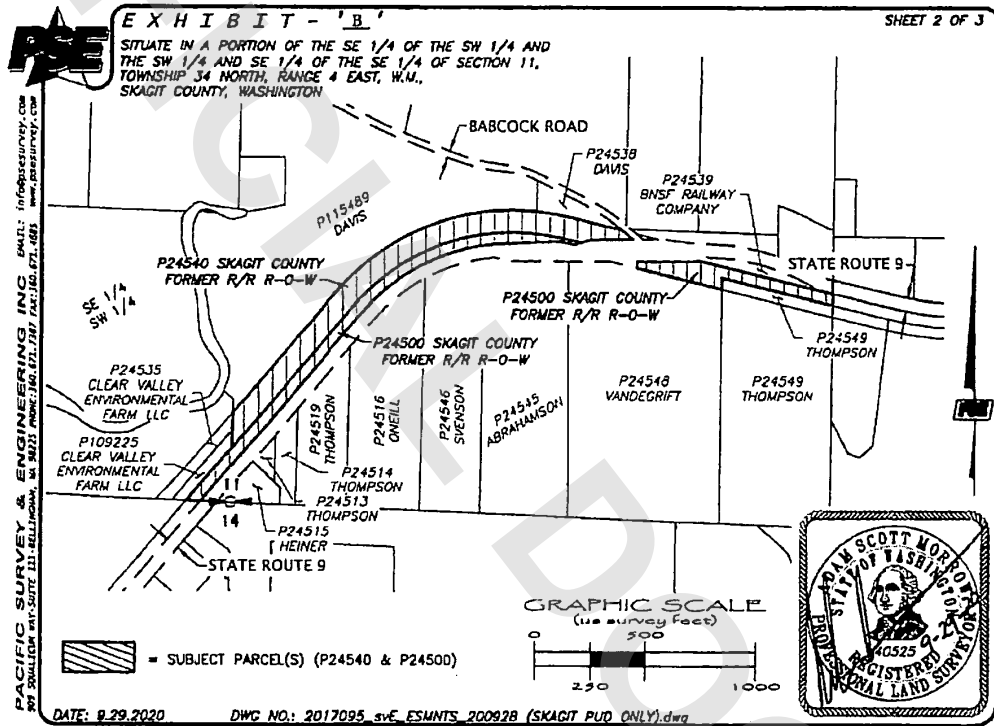 EXHIBIT - 'B'
SHEET 2 OF 3
PSE
SITUATE IN A PORTION OF THE SE 1/4 OF THE SW 1/4 AND
THE SW 1/4 AND SE 1/4 OF THE SE 1/4 OF SECTION 11,
TOWNSHIP 34 NORTH, RANGE 4 EAST, W.M.,
SKAGIT COUNTY, WASHINGTON
BABCOCK ROAD
P24538
DAVIS
P24539
BNSF RAILWAY
COMPANY
P115489
DAVIS
P24540 SKAGIT COUNTY
FORMER R/R R-O-W
STATE ROUTE 9
SE 1/4
SW 1/4
P24500 SKAGIT COUNTY
FORMER R/R R-O-W
P24500 SKAGIT COUNTY
FORMER R/R R-O-W
P24549
THOMPSON
P24535
CLEAR VALLEY
ENVIRONMENTAL
FARM LLC
P24519
THOMPSON
P24516
ONEILL
P24546
SVENSON
P24545
ABRAHAMSON
P24548
VANDEGRIFT
P24549
THOMPSON
P109225
CLEAR VALLEY
ENVIRONMENTAL
FARM LLC
P24514
THOMPSON
P24513
THOMPSON
11
14
P24515
HEINER
STATE ROUTE 9
GRAPHIC SCALE
(us survey feet)
0
500
250
1000
= SUBJECT PARCEL(S) (P24540 & P24500)
ADAM SCOTT MORROW
STATE OF WASHINGTON
40525
REGISTERED
PROFESSIONAL LAND SURVEYOR
DATE: 9.29.2020
DWG NO.: 2017095_svE_ESMNTS_200928 (SKAGIT PUD ONLY).dwg
PACIFIC SURVEY & ENGINEERING INC